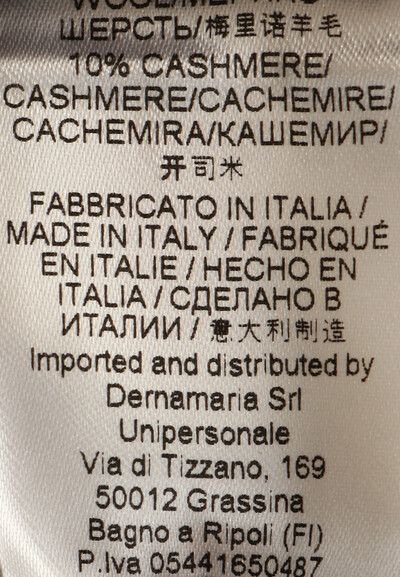 ШЕРСТЬ/梅里诺羊毛
10% CASHMERE/
CASHMERE/CACHEMIRE/
CACHEMIRA/КАШЕМИР/
开司米
FABBRICATO IN ITALIA /
MADE IN ITALY / FABRIQUÉ
EN ITALIE / HECHO EN
ITALIA / СДЕЛАНО В
ИТАЛИИ / 意大利制造
Imported and distributed by
Dernamaria Srl
Unipersonale
Via di Tizzano, 169
50012 Grassina
Bagno a Ripoli (FI)
P.Iva 05441650487